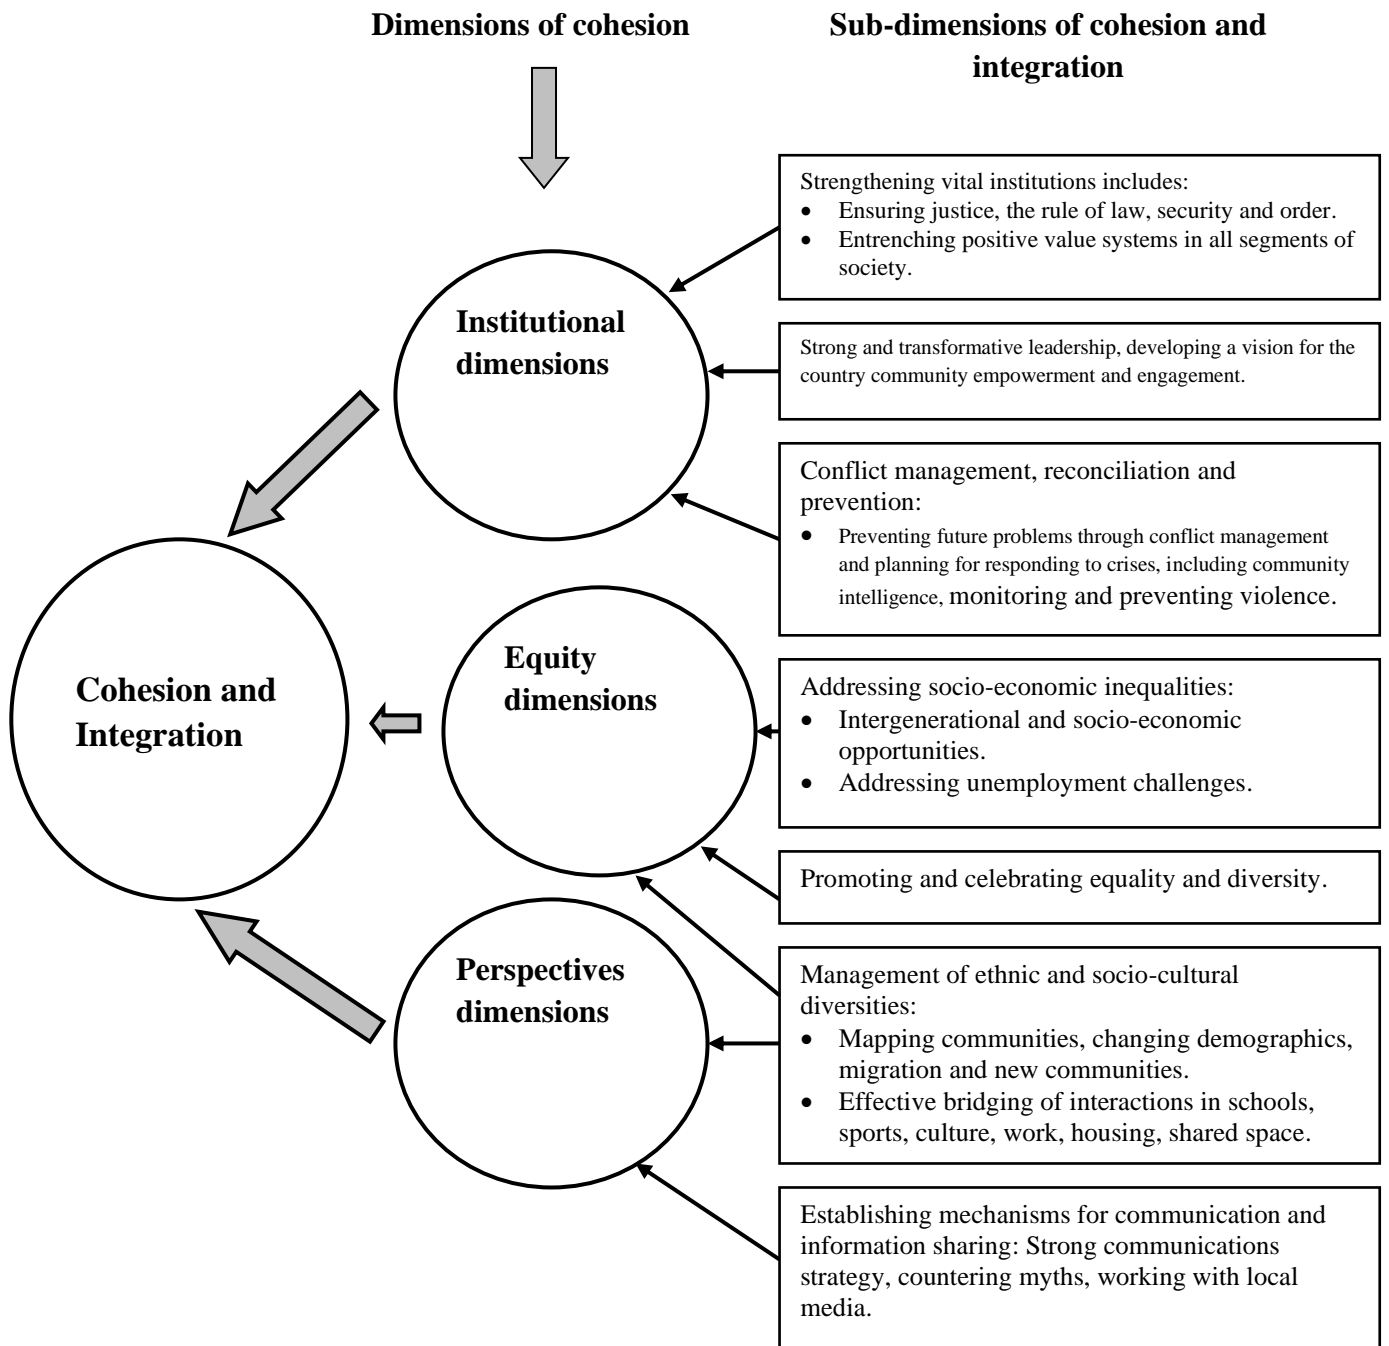 Dimensions of cohesion
Sub-dimensions of cohesion and
integration
Strengthening vital institutions includes:
• Ensuring justice, the rule of law, security and order.
• Entrenching positive value systems in all segments of
society.
Institutional
dimensions
Strong and transformative leadership, developing a vision for the
country community empowerment and engagement.
Conflict management, reconciliation and
prevention:
• Preventing future problems through conflict management
and planning for responding to crises, including community
intelligence, monitoring and preventing violence.
Cohesion and
Integration
Equity
dimensions
Addressing socio-economic inequalities:
• Intergenerational and socio-economic
opportunities.
• Addressing unemployment challenges.
Promoting and celebrating equality and diversity.
Perspectives
dimensions
Management of ethnic and socio-cultural
diversities:
• Mapping communities, changing demographics,
migration and new communities.
• Effective bridging of interactions in schools,
sports, culture, work, housing, shared space.
Establishing mechanisms for communication and
information sharing: Strong communications
strategy, countering myths, working with local
media.